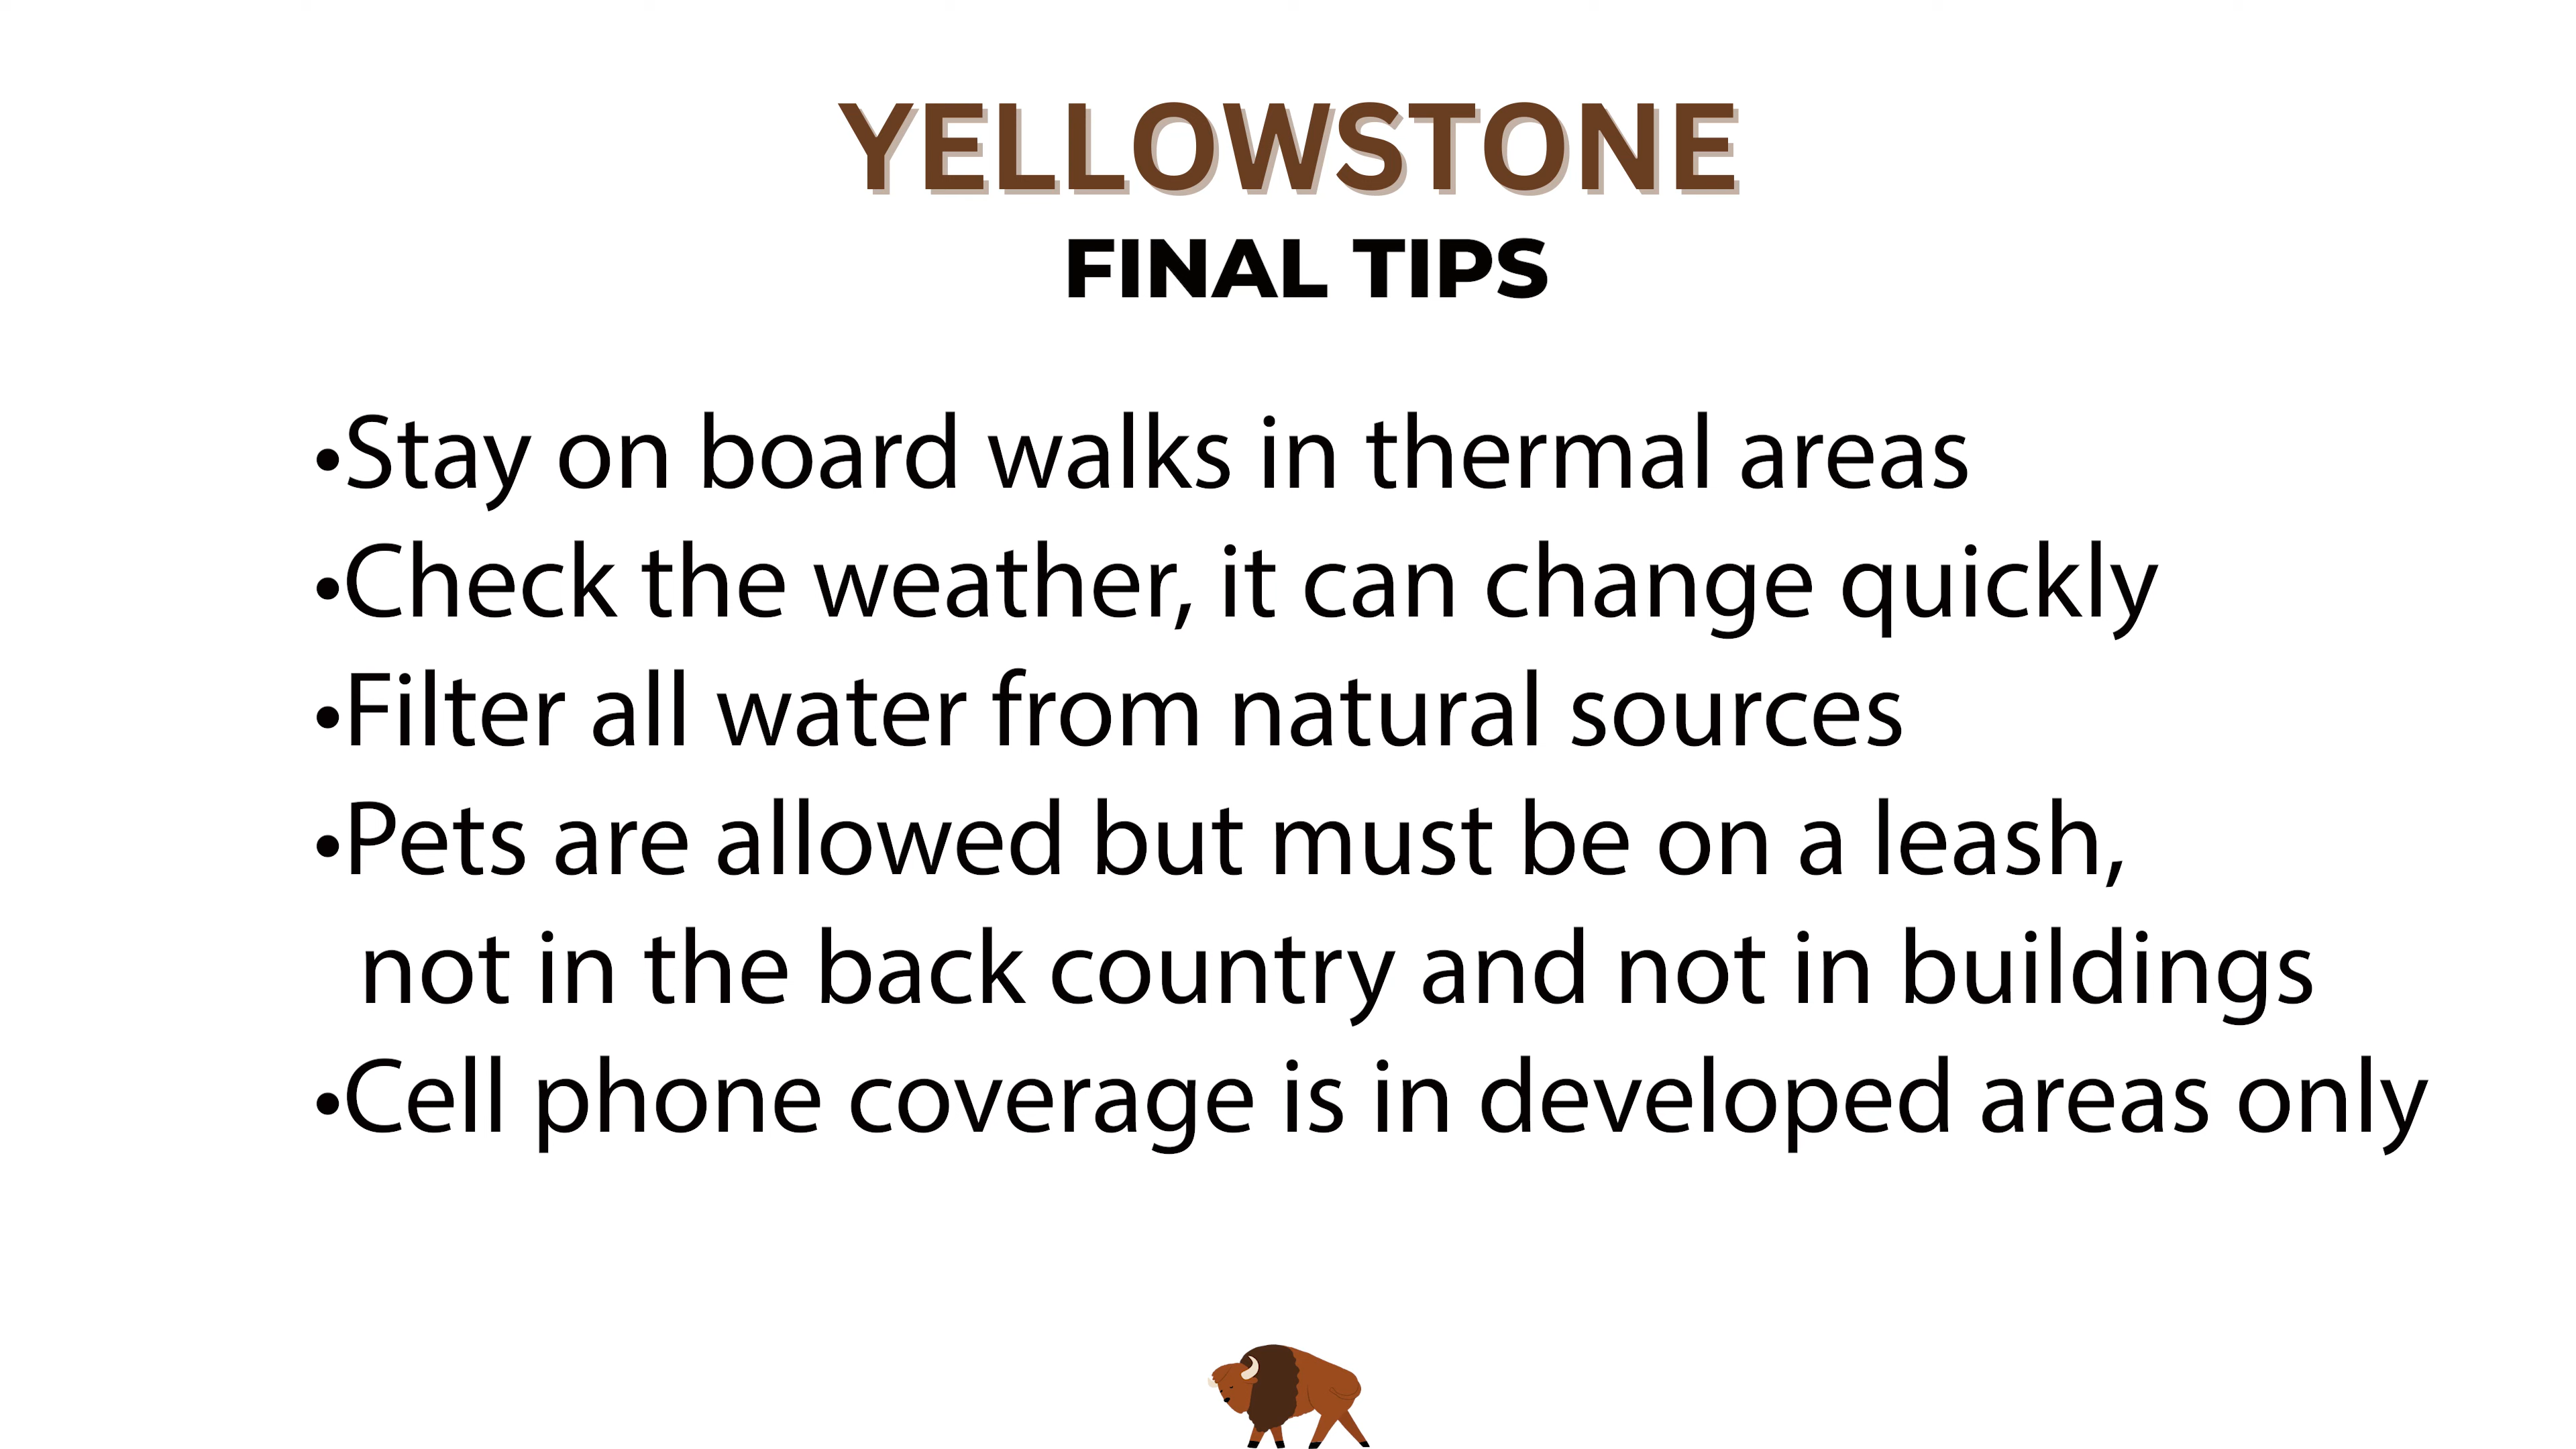 YELLOWSTONE
FINAL TIPS
•Stay on board walks in thermal areas
•Check the weather, it can change quickly
•Filter all water from natural sources
•Pets are allowed but must be on a leash,
not in the back country and not in buildings
•Cell phone coverage is in developed areas only